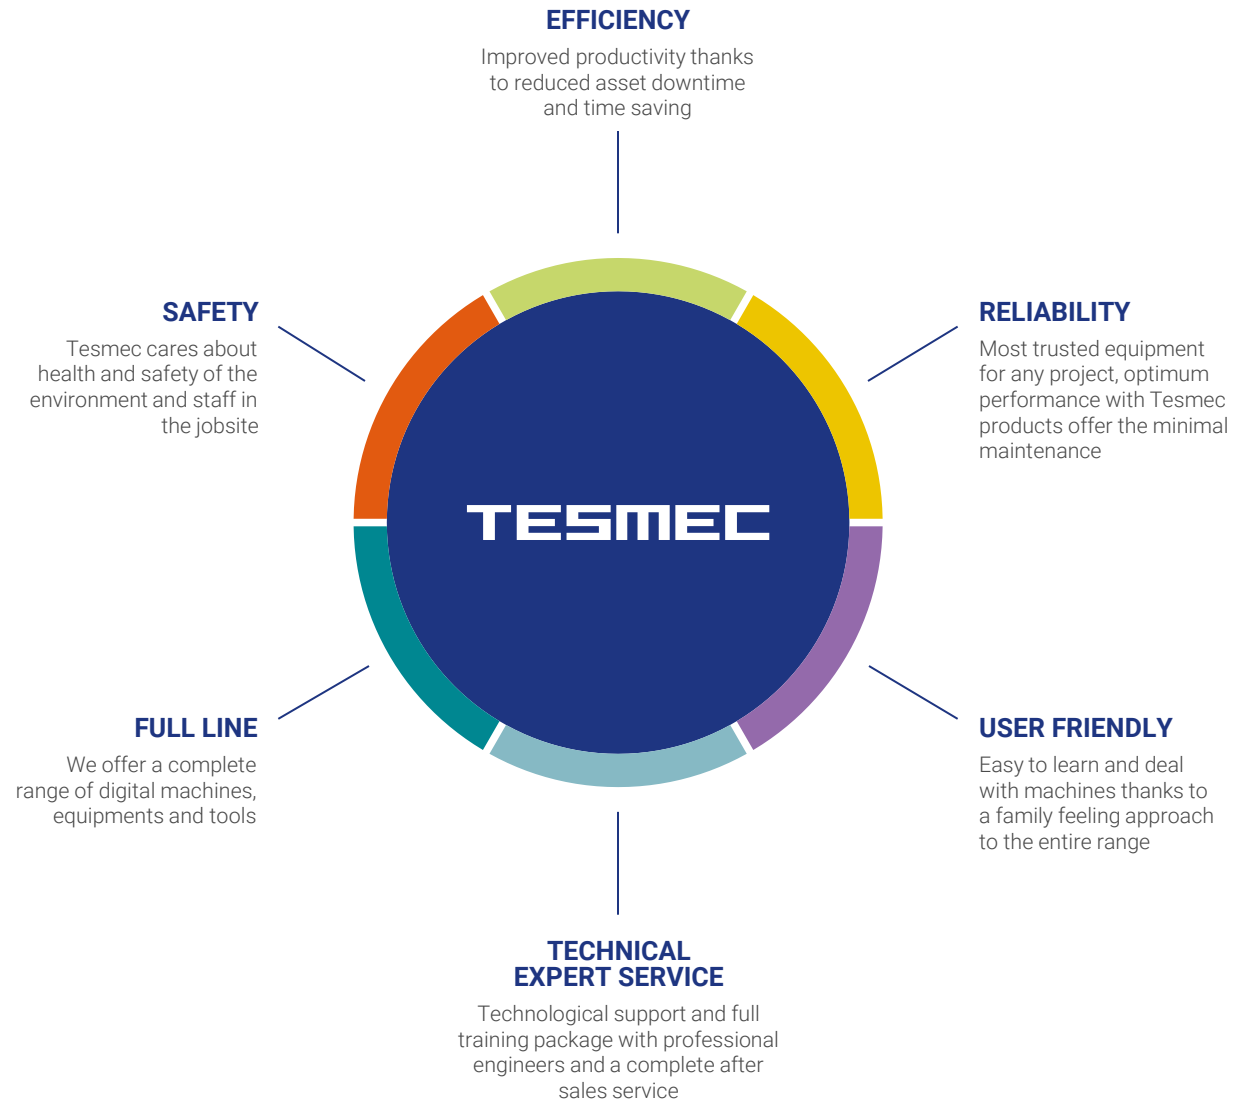 EFFICIENCY
Improved productivity thanks
to reduced asset downtime
and time saving
SAFETY
Tesmec cares about
health and safety of the
environment and staff in
the jobsite
RELIABILITY
Most trusted equipment
for any project, optimum
performance with Tesmec
products offer the minimal
maintenance
TESMEC
FULL LINE
We offer a complete
range of digital machines,
equipments and tools
USER FRIENDLY
Easy to learn and deal
with machines thanks to
a family feeling approach
to the entire range
TECHNICAL
EXPERT SERVICE
Technological support and full
training package with professional
engineers and a complete after
sales service